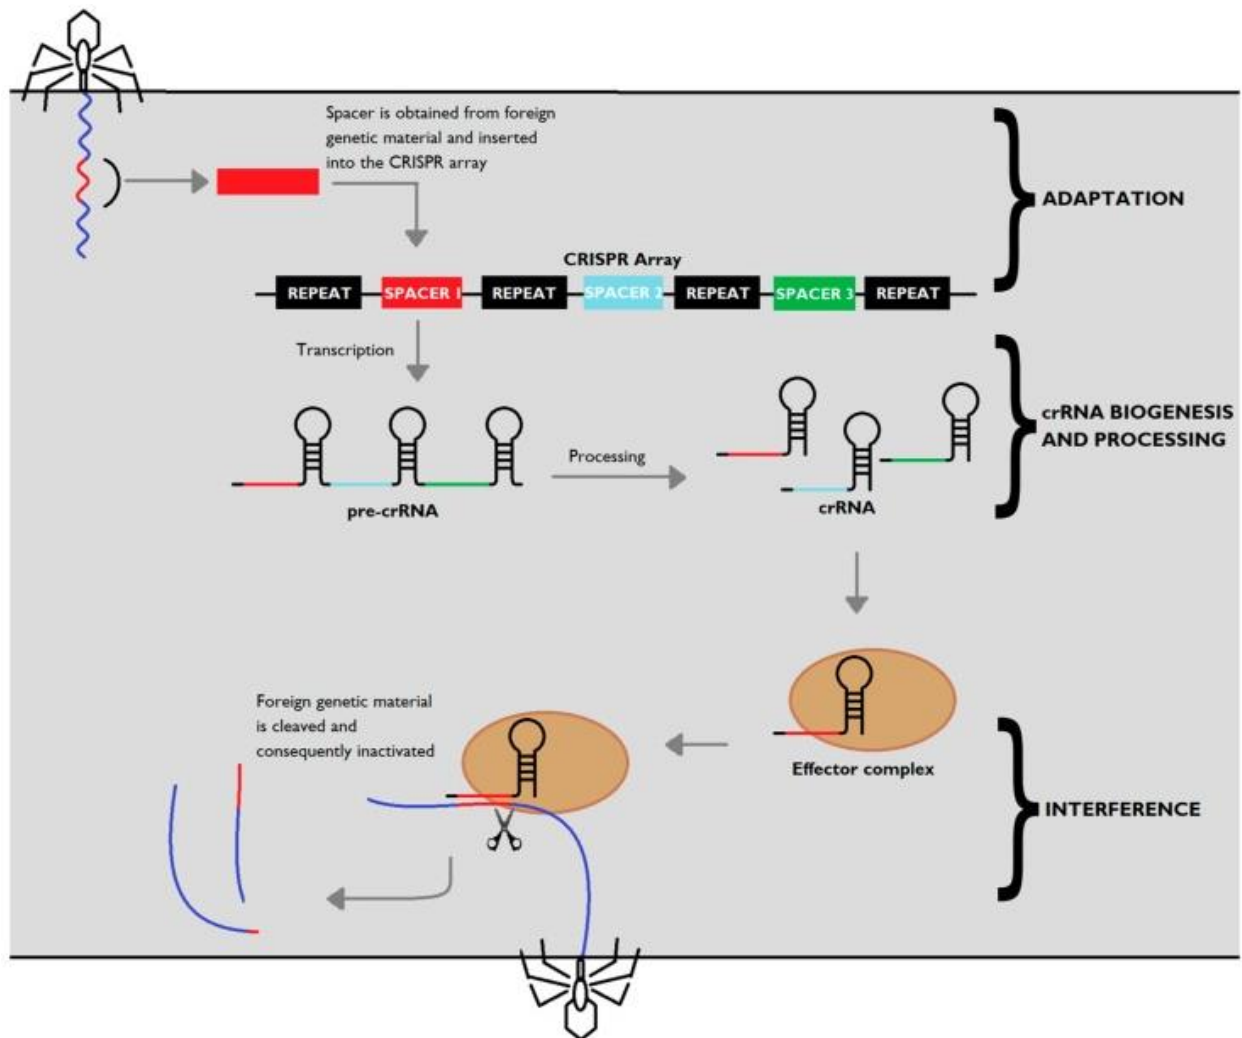 Spacer is obtained from foreign
genetic material and inserted
into the CRISPR array
ADAPTATION
CRISPR Array
REPEAT SPACER 1 REPEAT SPACER 2 REPEAT SPACER 3 REPEAT
Transcription
crRNA BIOGENESIS
AND PROCESSING
Processing
pre-crRNA
crRNA
Foreign genetic material
is cleaved and
consequently inactivated
Effector complex
INTERFERENCE